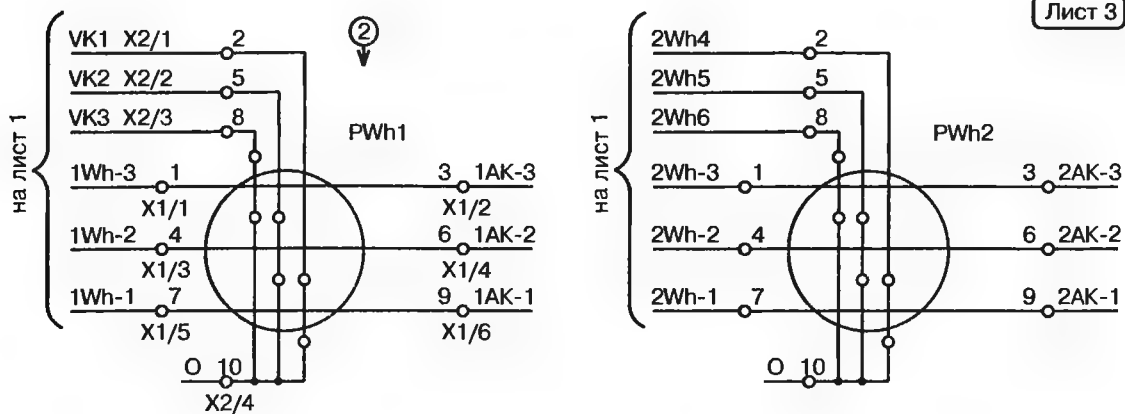 Лист 3
на лист 1
VK1 X2/1 2
VK2 X2/2 5
VK3 X2/3 8
2
PWh1
1Wh-3 1 3 1AK-3
X1/1 X1/2
1Wh-2 4 6 1AK-2
X1/3 X1/4
1Wh-1 7 9 1AK-1
X1/5 X1/6
O 10
X2/4
на лист 1
2Wh4 2
2Wh5 5
2Wh6 8
PWh2
2Wh-3 1 3 2AK-3
2Wh-2 4 6 2AK-2
2Wh-1 7 9 2AK-1
O 10